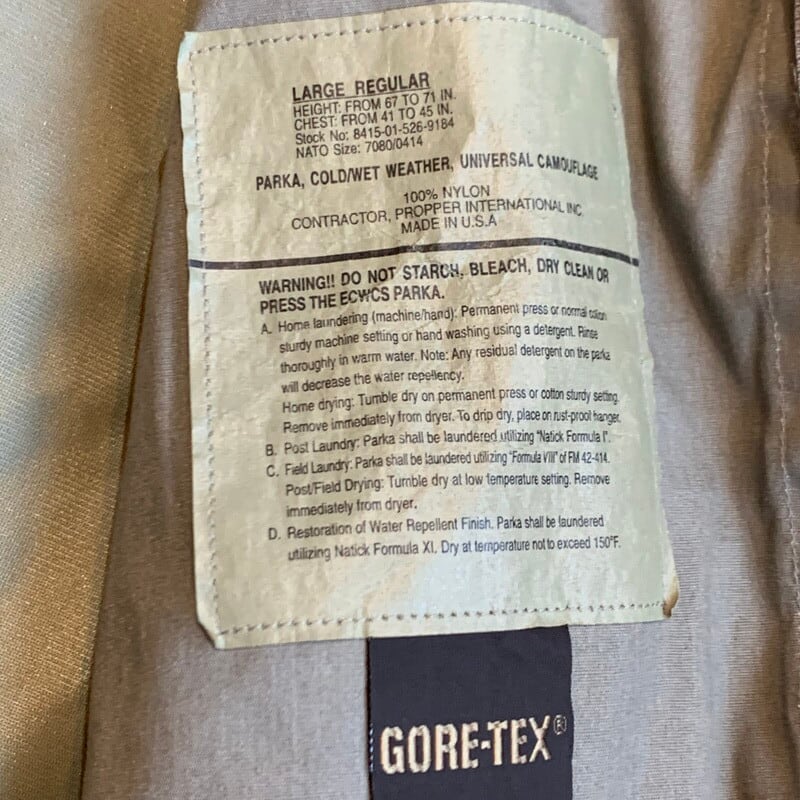 LARGE REGULAR
HEIGHT: FROM 67 TO 71 IN.
CHEST: FROM 41 TO 45 IN.
Stock No: 8415-01-526-9184
NATO Size: 7080/0414
PARKA, COLD/WET WEATHER, UNIVERSAL CAMOUFLAGE
100% NYLON
CONTRACTOR, PROPPER INTERNATIONAL INC.
MADE IN U.S.A
WARNING!! DO NOT STARCH, BLEACH, DRY CLEAN OR
PRESS THE ECWCS PARKA.
A. Home laundering (machine/hand): Permanent press or normal cotton
sturdy machine setting or hand washing using a detergent. Rinse
thoroughly in warm water. Note: Any residual detergent on the parka
will decrease the water repellency.
Home drying: Tumble dry on permanent press or cotton sturdy setting.
Remove immediately from dryer. To drip dry, place on rust-proof hanger.
B. Post Laundry: Parka shall be laundered utilizing "Natick Formula I".
C. Field Laundry: Parka shall be laundered utilizing "Formula VIII" of FM 42-414.
Post/Field Drying: Tumble dry at low temperature setting. Remove
immediately from dryer.
D. Restoration of Water Repellent Finish. Parka shall be laundered
utilizing Natick Formula XI. Dry at temperature not to exceed 150°F.
GORE-TEX®